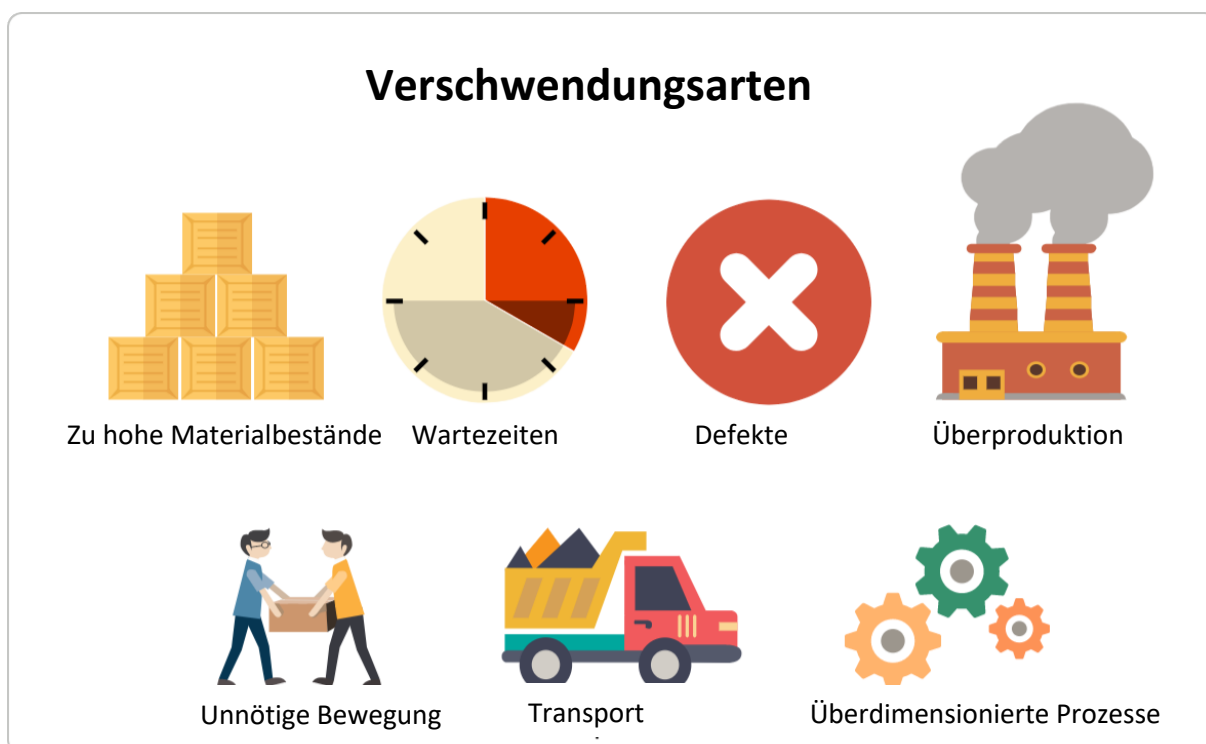 Verschwendungsarten
Zu hohe Materialbestände
Wartezeiten
Defekte
Überproduktion
Unnötige Bewegung
Transport
Überdimensionierte Prozesse